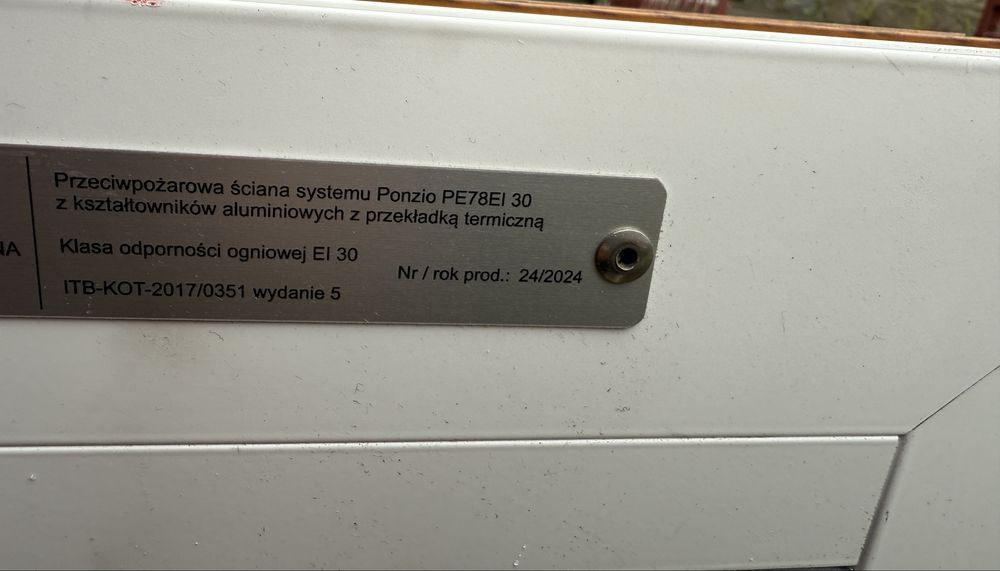 Przeciwpożarowa ściana systemu Ponzio PE78EI 30
z kształtowników aluminiowych z przekładką termiczną
Klasa odporności ogniowej EI 30
Nr / rok prod.: 24/2024
ITB-KOT-2017/0351 wydanie 5